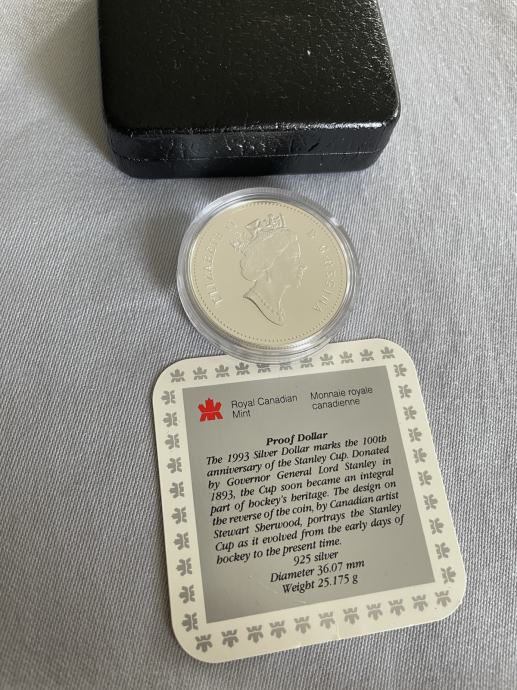 ELIZABETH II D·G·REGINA
Royal Canadian Mint
Monnaie royale canadienne
Proof Dollar
The 1993 Silver Dollar marks the 100th
anniversary of the Stanley Cup. Donated
by Governor General Lord Stanley in
1893, the Cup soon became an integral
part of hockey's heritage. The design on
the reverse of the coin, by Canadian artist
Stewart Sherwood, portrays the Stanley
Cup as it evolved from the early days of
hockey to the present time.
925 silver
Diameter 36.07 mm
Weight 25.175 g